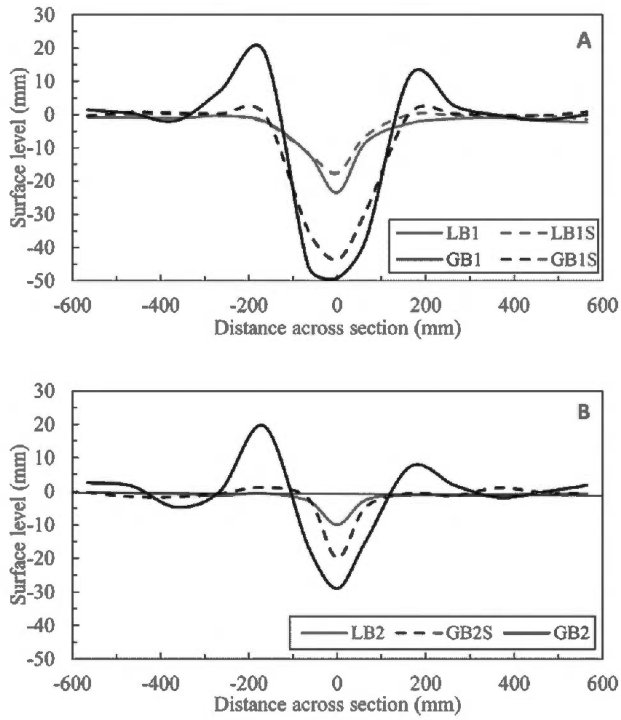 30
20
10
0
-10
-20
-30
-40
-50
Surface level (mm)
A
LB1 LB1S
GB1 GB1S
-600 -400 -200 0 200 400 600
Distance across section (mm)
30
20
10
0
-10
-20
-30
-40
-50
Surface level (mm)
B
LB2 GB2S GB2
-600 -400 -200 0 200 400 600
Distance across section (mm)